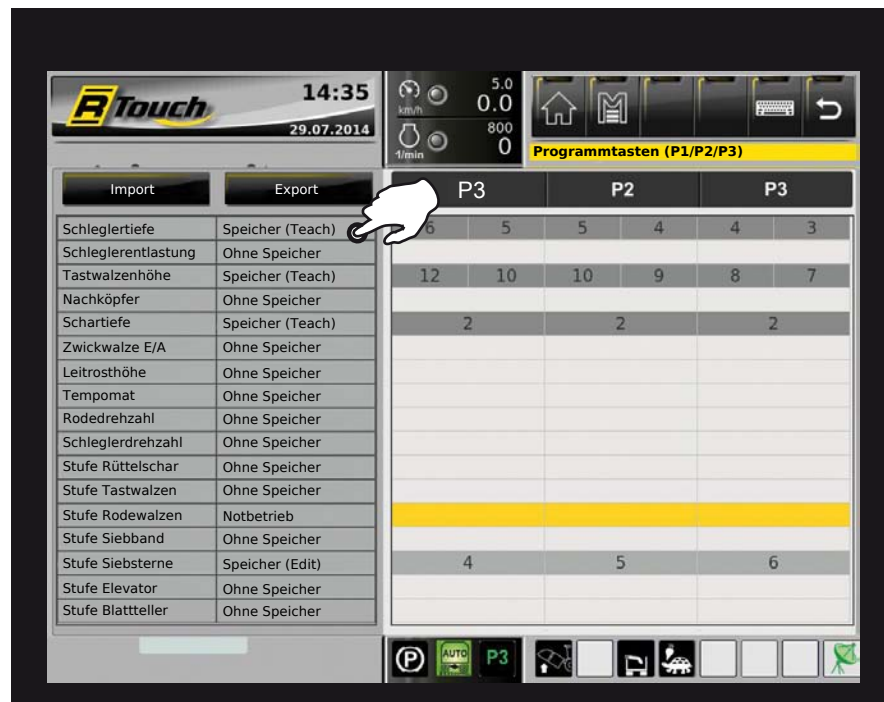 R Touch
14:35
29.07.2014
km/h
5.0
0.0
1/min
800
0
Programmtasten (P1/P2/P3)
Import Export P3 P2 P3
Schleglertiefe Speicher (Teach) 6 5 5 4 4 3
Schleglerentlastung Ohne Speicher
Tastwalzenhöhe Speicher (Teach) 12 10 10 9 8 7
Nachköpfer Ohne Speicher
Schartiefe Speicher (Teach) 2 2 2
Zwickwalze E/A Ohne Speicher
Leitrosthöhe Ohne Speicher
Tempomat Ohne Speicher
Rodedrehzahl Ohne Speicher
Schleglerdrehzahl Ohne Speicher
Stufe Rüttelschar Ohne Speicher
Stufe Tastwalzen Ohne Speicher
Stufe Rodewalzen Notbetrieb
Stufe Siebband Ohne Speicher
Stufe Siebsterne Speicher (Edit) 4 5 6
Stufe Elevator Ohne Speicher
Stufe Blattteller Ohne Speicher
P AUTO P3